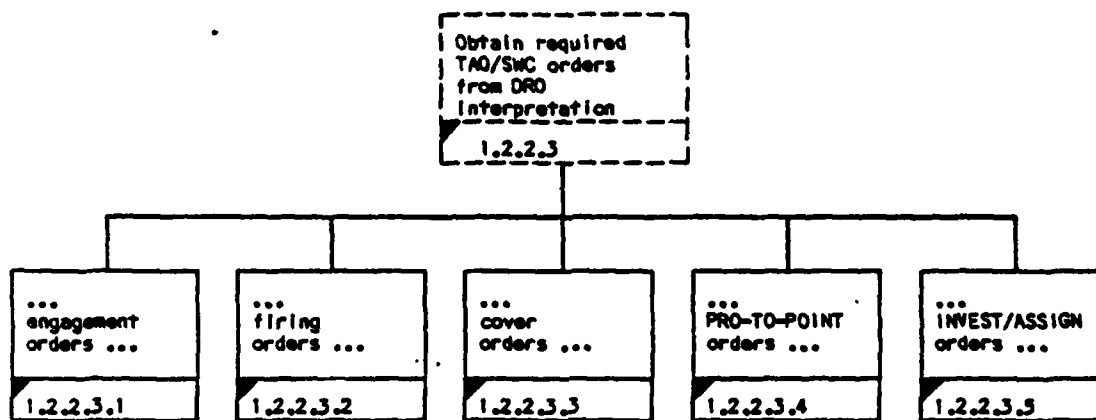 Obtain required
TAO/SWC orders
from DRO
interpretation
1.2.2.3
...
engagement
orders ...
1.2.2.3.1
...
firing
orders ...
1.2.2.3.2
...
cover
orders ...
1.2.2.3.3
...
PRO-TO-POINT
orders ...
1.2.2.3.4
...
INVEST/ASSIGN
orders ...
1.2.2.3.5